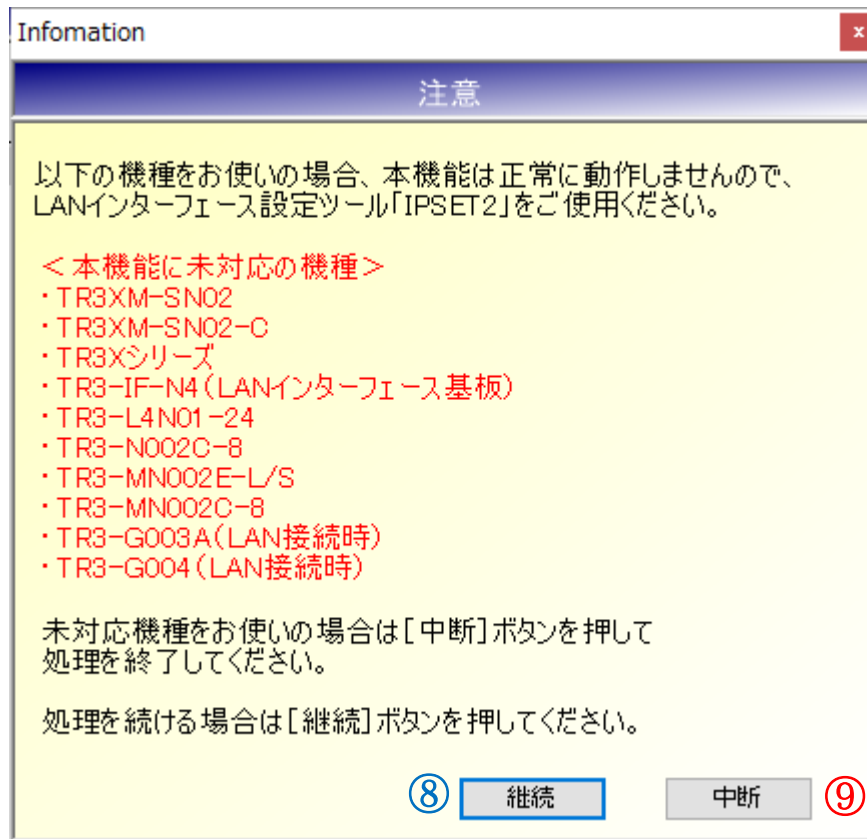 Infomation
x
注意
以下の機種をお使いの場合、本機能は正常に動作しませんので、
LANインターフェース設定ツール「IPSET2」をご使用ください。
＜本機能に未対応の機種＞
・TR3XM-SN02
・TR3XM-SN02-C
・TR3Xシリーズ
・TR3-IF-N4(LANインターフェース基板)
・TR3-L4N01-24
・TR3-N002C-8
・TR3-MN002E-L/S
・TR3-MN002C-8
・TR3-G003A(LAN接続時)
・TR3-G004(LAN接続時)
未対応機種をお使いの場合は[中断]ボタンを押して
処理を終了してください。
処理を続ける場合は[継続]ボタンを押してください。
⑧ 継続 中断 ⑨